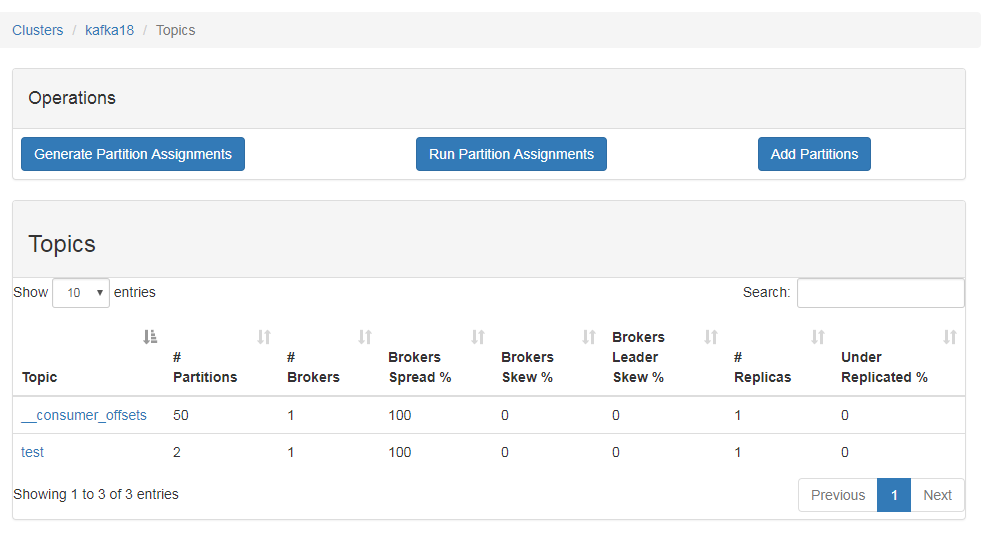 Clusters / kafka18 / Topics
Operations
Generate Partition Assignments Run Partition Assignments Add Partitions
Topics
Show 10 entries Search:
Topic # Partitions # Brokers Brokers Spread % Brokers Skew % Brokers Leader Skew % # Replicas Under Replicated %
__consumer_offsets 50 1 100 0 0 1 0
test 2 1 100 0 0 1 0
Showing 1 to 3 of 3 entries Previous 1 Next